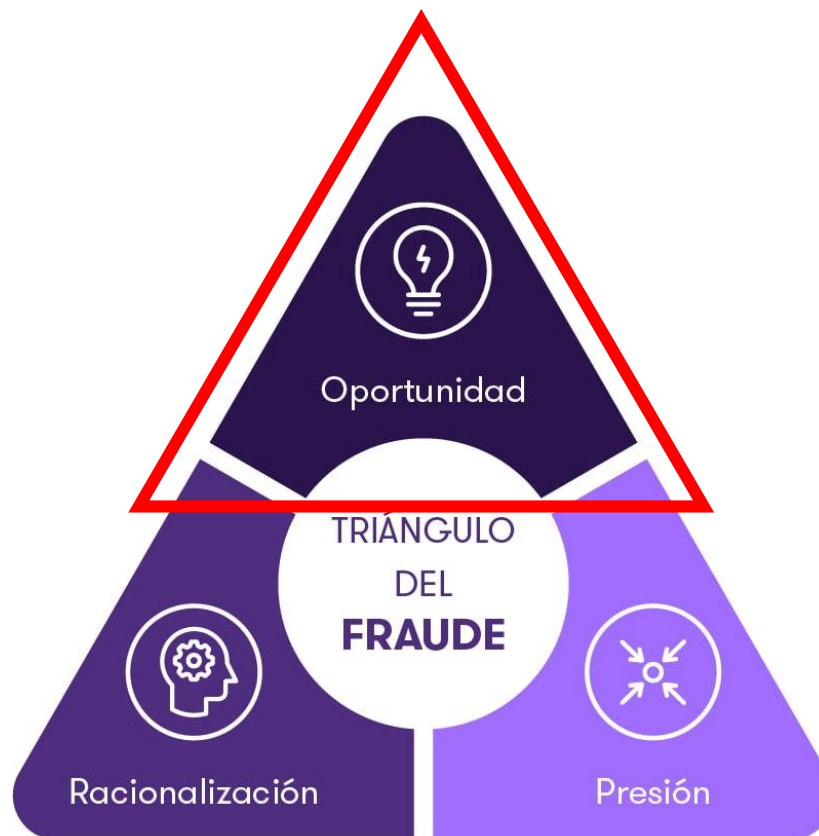 Oportunidad
TRIÁNGULO
DEL
FRAUDE
Racionalización
Presión